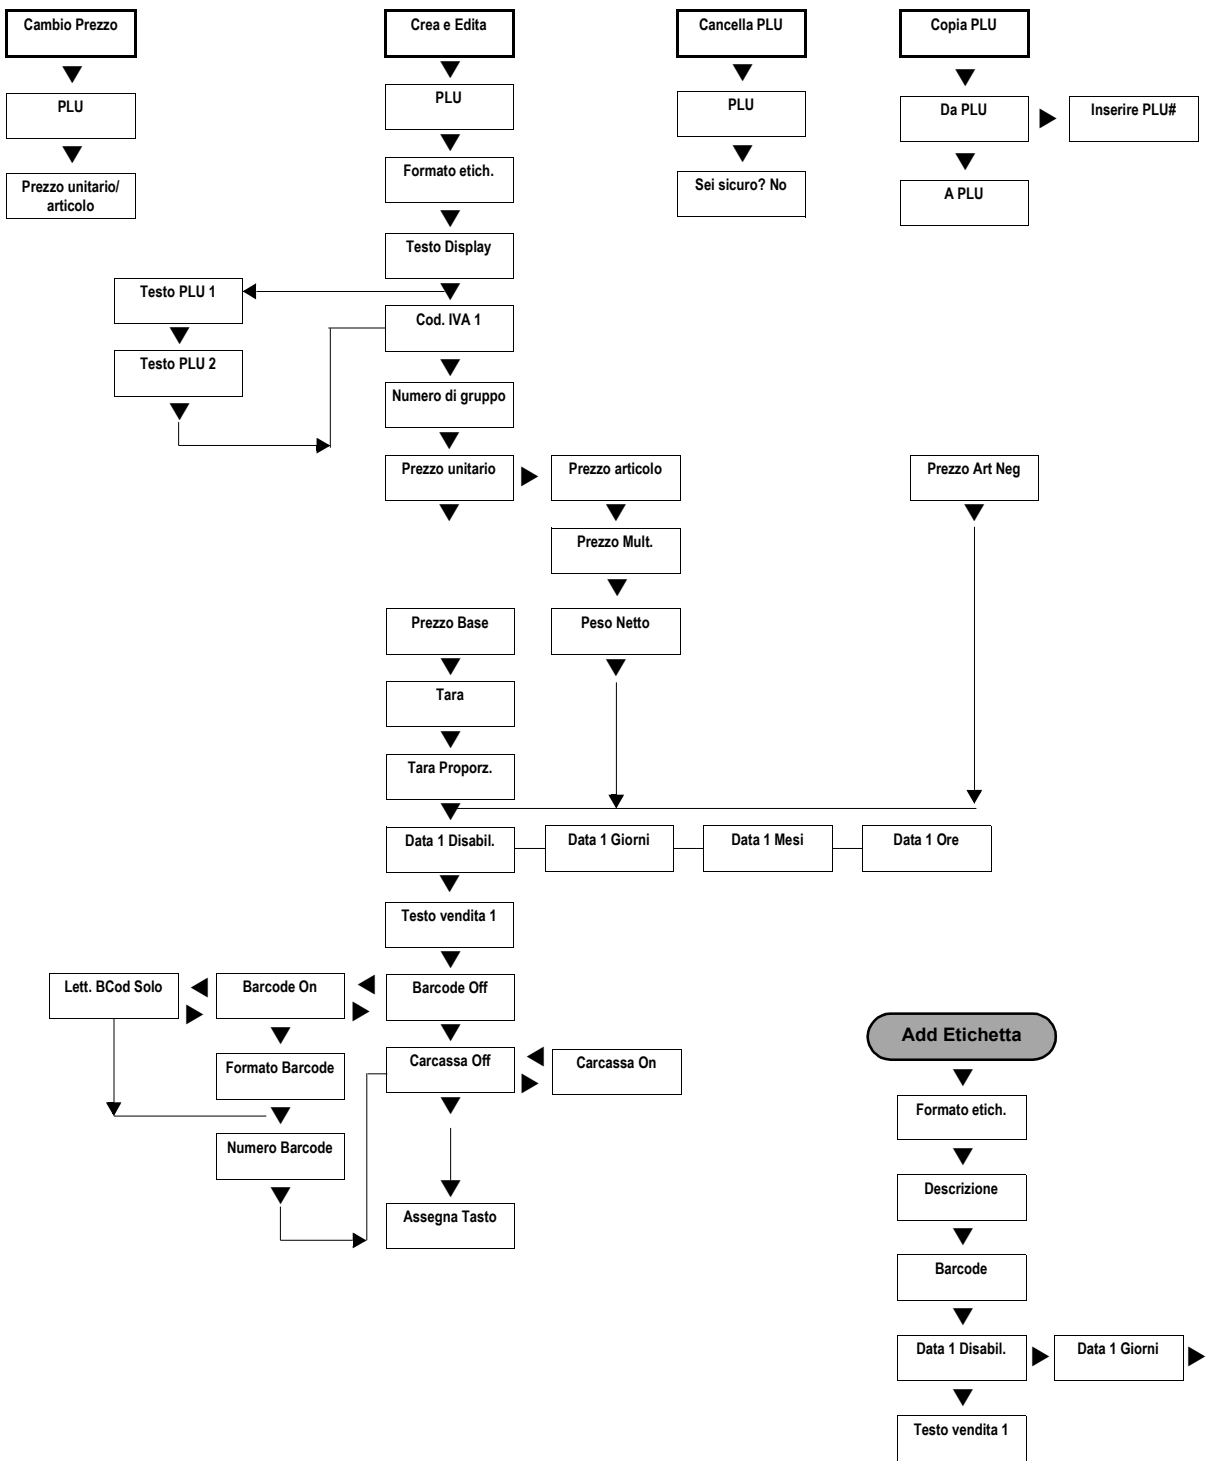 Cambio Prezzo
Crea e Edita
Cancella PLU
Copia PLU
PLU
PLU
PLU
Da PLU
Inserire PLU#
Prezzo unitario/
articolo
Formato etich.
Sei sicuro? No
A PLU
Testo Display
Testo PLU 1
Cod. IVA 1
Testo PLU 2
Numero di gruppo
Prezzo unitario
Prezzo articolo
Prezzo Art Neg
Prezzo Mult.
Prezzo Base
Peso Netto
Tara
Tara Proporz.
Data 1 Disabil.
Data 1 Giorni
Data 1 Mesi
Data 1 Ore
Testo vendita 1
Lett. BCod Solo
Barcode On
Barcode Off
Add Etichetta
Formato Barcode
Carcassa Off
Carcassa On
Formato etich.
Numero Barcode
Descrizione
Assegna Tasto
Barcode
Data 1 Disabil.
Data 1 Giorni
Testo vendita 1